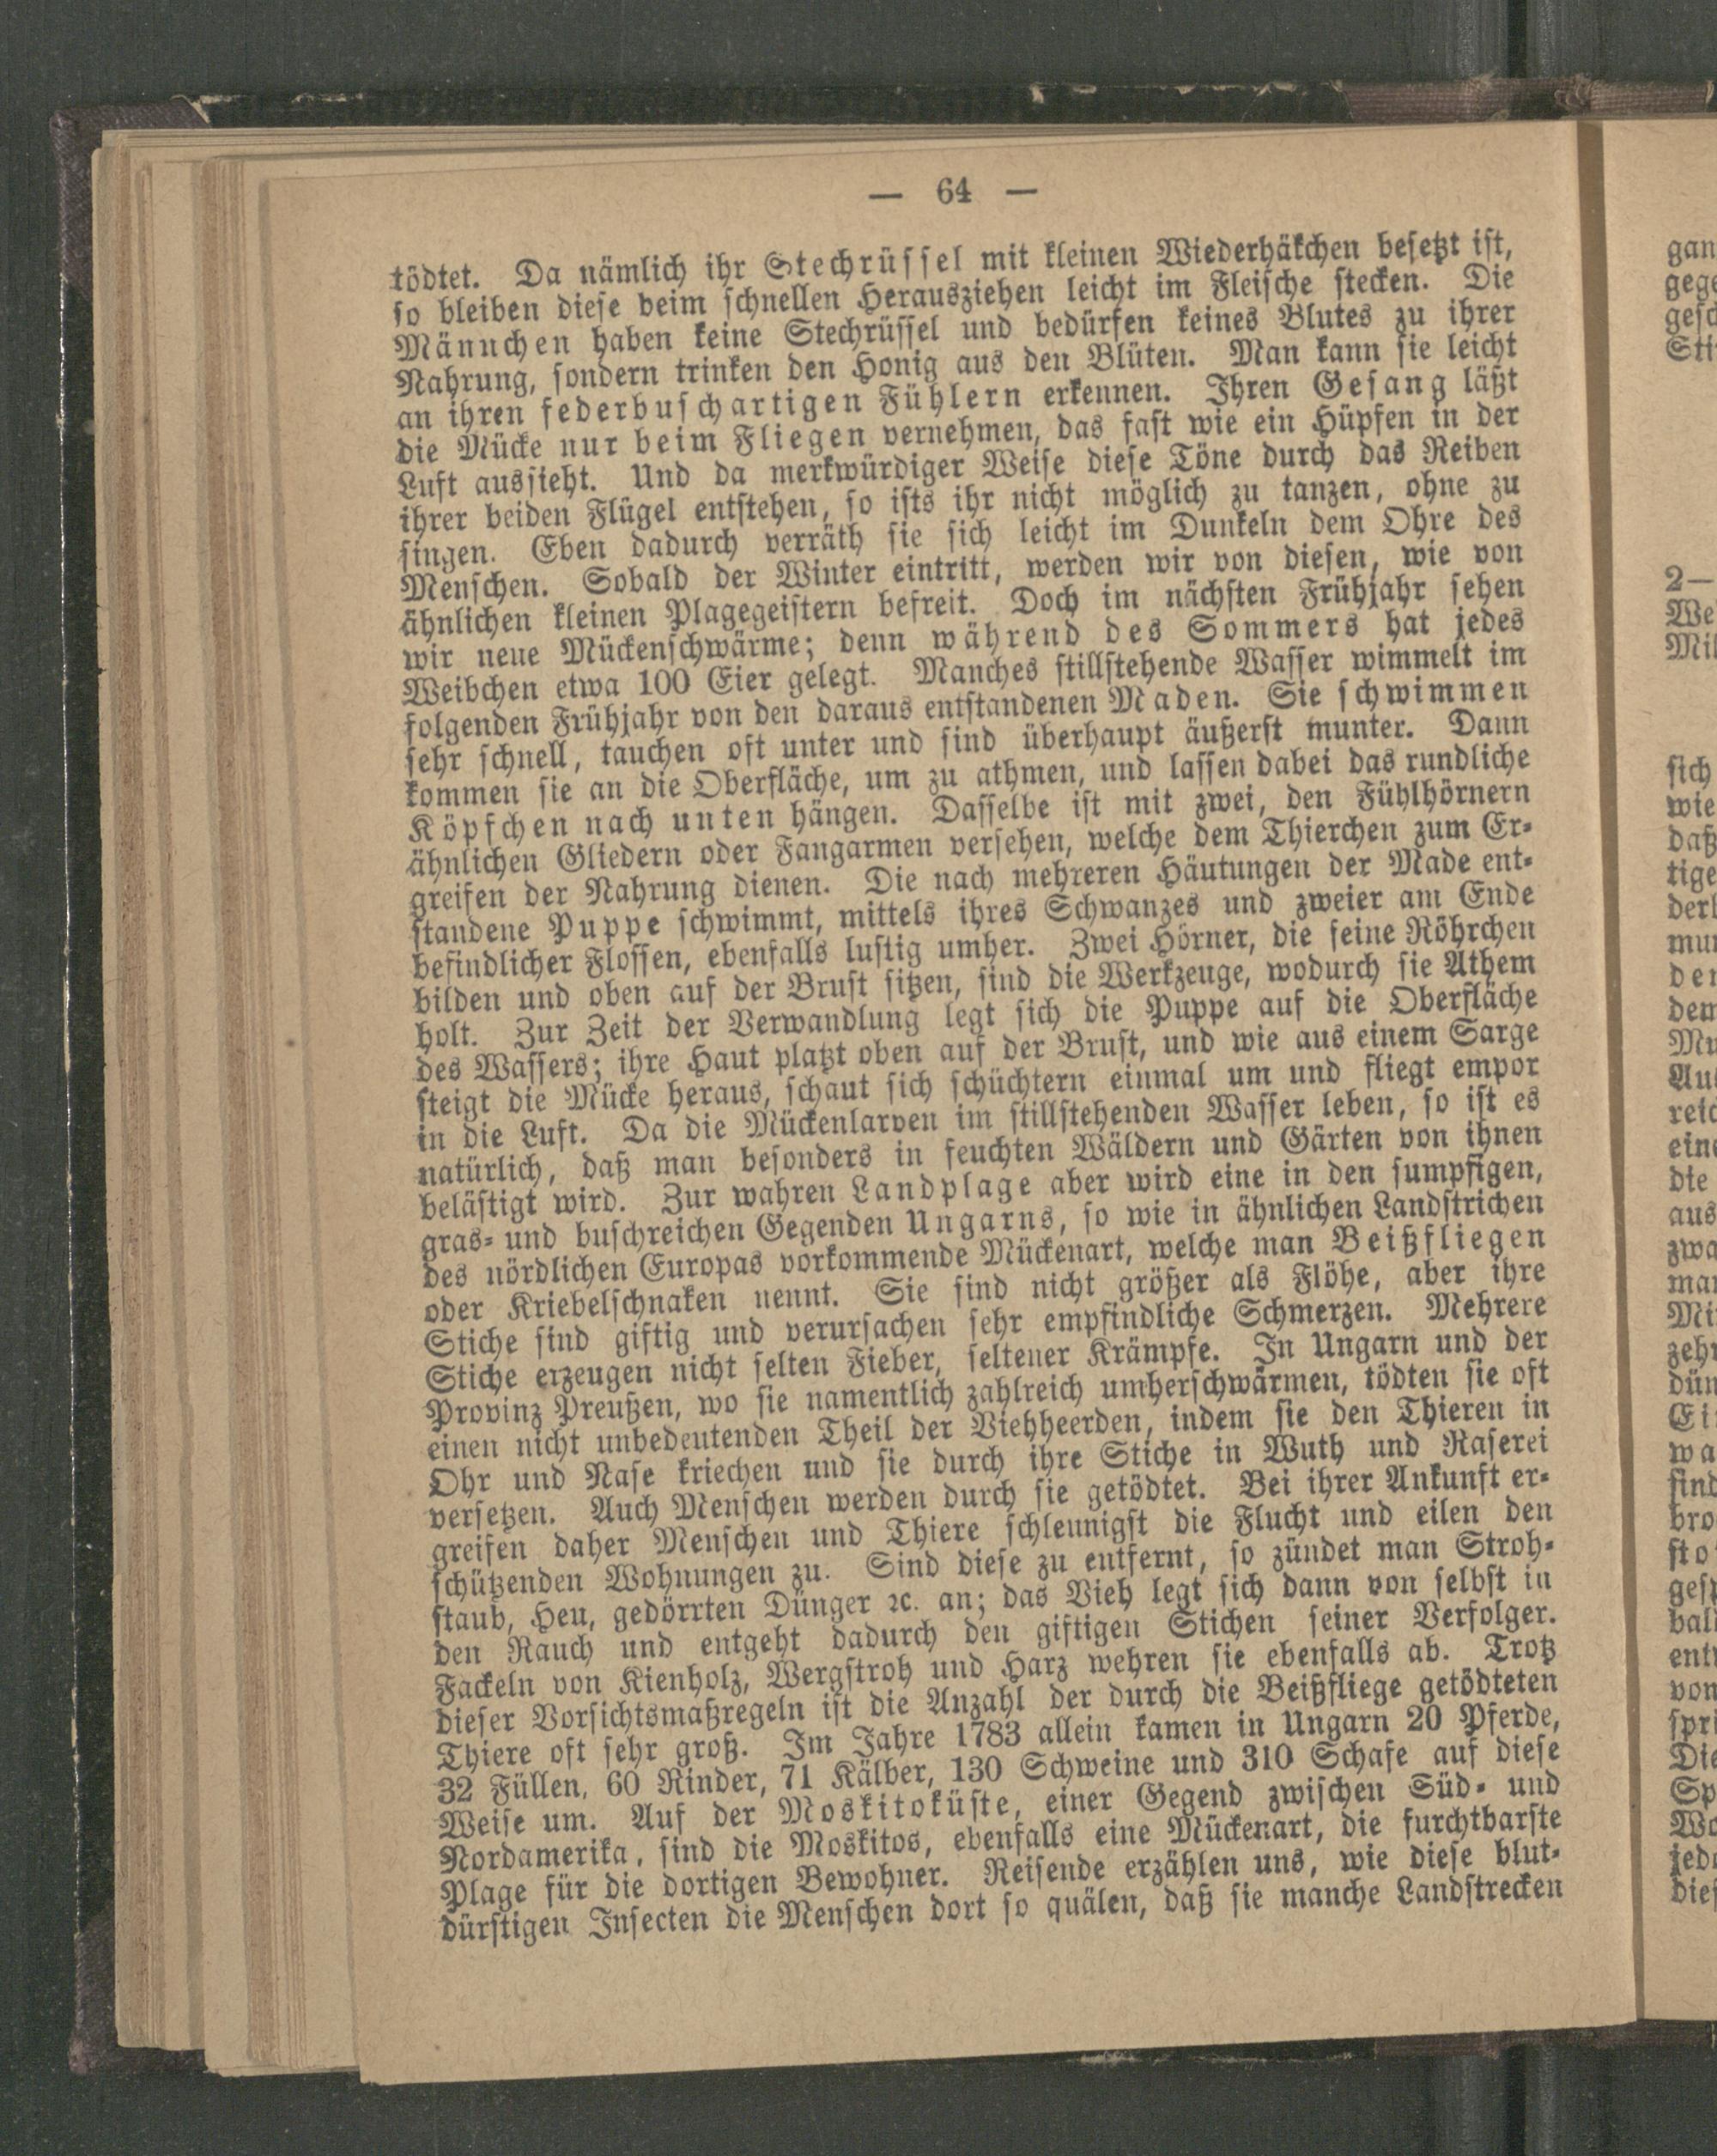 — 64 —
tödtet. Da nämlich ihr Stechrüssel mit kleinen Wiederhäkchen besetzt ist,
so bleiben diese beim schnellen Herausziehen leicht im Fleische stecken. Die
Männchen haben keine Stechrüssel und bedürfen keines Blutes zu ihrer
Nahrung, sondern trinken den Honig aus den Blüten. Man kann sie leicht
an ihren federbuschartigen Fühlern erkennen. Ihren Gesang läßt
die Mücke nur beim Fliegen vernehmen, das fast wie ein Hüpfen in der
Luft aussieht. Und da merkwürdiger Weise diese Töne durch das Reiben
ihrer beiden Flügel entstehen, so ists ihr nicht möglich zu tanzen, ohne zu
singen. Eben dadurch verräth sie sich leicht im Dunkeln dem Ohre des
Menschen. Sobald der Winter eintritt, werden wir von diesen, wie von
ähnlichen kleinen Plagegeistern befreit. Doch im nächsten Frühjahr sehen
wir neue Mückenschwärme; denn während des Sommers hat jedes
Weibchen etwa 100 Eier gelegt. Manches stillstehende Wasser wimmelt im
folgenden Frühjahr von den daraus entstandenen Maden. Sie schwimmen
sehr schnell, tauchen oft unter und sind überhaupt äußerst munter. Dann
kommen sie an die Oberfläche, um zu athmen, und lassen dabei das rundliche
Köpfchen nach unten hängen. Dasselbe ist mit zwei, den Fühlhörnern
ähnlichen Gliedern oder Fangarmen versehen, welche dem Thierchen zum Er-
greifen der Nahrung dienen. Die nach mehreren Häutungen der Made ent-
standene Puppe schwimmt, mittels ihres Schwanzes und zweier am Ende
befindlicher Flossen, ebenfalls lustig umher. Zwei Hörner, die feine Röhrchen
bilden und oben auf der Brust sitzen, sind die Werkzeuge, wodurch sie Athem
holt. Zur Zeit der Verwandlung legt sich die Puppe auf die Oberfläche
des Wassers; ihre Haut platzt oben auf der Brust, und wie aus einem Sarge
steigt die Mücke heraus, schaut sich schüchtern einmal um und fliegt empor
in die Luft. Da die Mückenlarven im stillstehenden Wasser leben, so ist es
natürlich, daß man besonders in feuchten Wäldern und Gärten von ihnen
belästigt wird. Zur wahren Landplage aber wird eine in den sumpfigen,
gras- und buschreichen Gegenden Ungarns, so wie in ähnlichen Landstrichen
des nördlichen Europas vorkommende Mückenart, welche man Beißfliegen
oder Kriebelschnaken nennt. Sie sind nicht größer als Flöhe, aber ihre
Stiche sind giftig und verursachen sehr empfindliche Schmerzen. Mehrere
Stiche erzeugen nicht selten Fieber, seltener Krämpfe. In Ungarn und der
Provinz Preußen, wo sie namentlich zahlreich umherschwärmen, tödten sie oft
einen nicht unbedeutenden Theil der Viehheerden, indem sie den Thieren in
Ohr und Nase kriechen und sie durch ihre Stiche in Wuth und Raserei
versetzen. Auch Menschen werden durch sie getödtet. Bei ihrer Ankunft er-
greifen daher Menschen und Thiere schleunigst die Flucht und eilen den
schützenden Wohnungen zu. Sind diese zu entfernt, so zündet man Stroh-
staub, Heu, gedörrten Dünger ꝛc. an; das Vieh legt sich dann von selbst in
den Rauch und entgeht dadurch den giftigen Stichen seiner Verfolger.
Fackeln von Kienholz, Wergstroh und Harz wehren sie ebenfalls ab. Trotz
dieser Vorsichtsmaßregeln ist die Anzahl der durch die Beißfliege getödteten
Thiere oft sehr groß. Im Jahre 1783 allein kamen in Ungarn 20 Pferde,
32 Füllen, 60 Rinder, 71 Kälber, 130 Schweine und 310 Schafe auf diese
Weise um. Auf der Moskitoküste, einer Gegend zwischen Süd- und
Nordamerika, sind die Moskitos, ebenfalls eine Mückenart, die furchtbarste
Plage für die dortigen Bewohner. Reisende erzählen uns, wie diese blut-
dürstigen Insecten die Menschen dort so quälen, daß sie manche Landstrecken